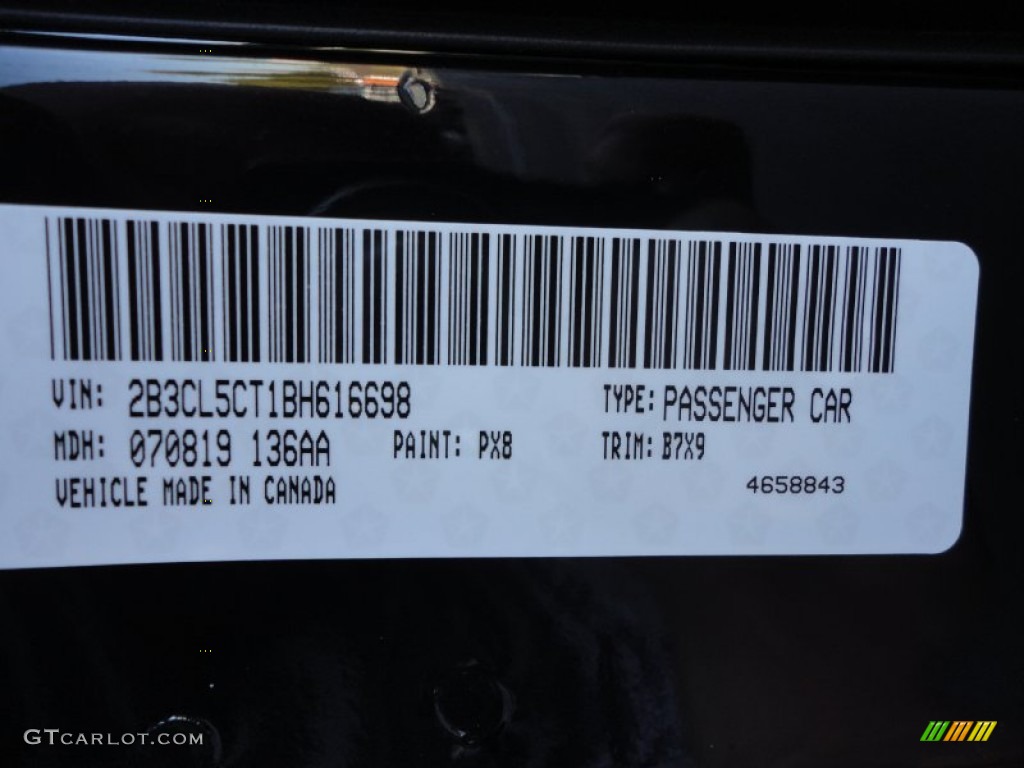 VIN: 2B3CL5CT1BH616698 TYPE: PASSENGER CAR
MDH: 070819 136AA PAINT: PX8 TRIM: B7X9
VEHICLE MADE IN CANADA 4658843
GTCARLOT.COM